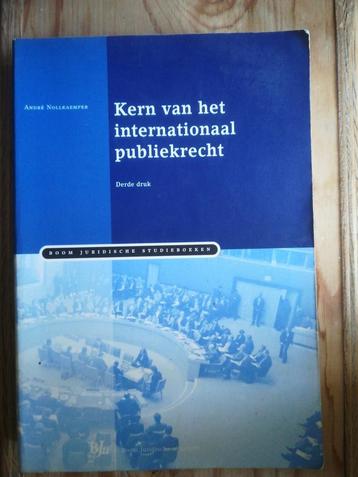 André Nollkaemper
Kern van het
internationaal
publiekrecht
Derde druk
BOOM JURIDISCHE STUDIEBOEKEN
BJu